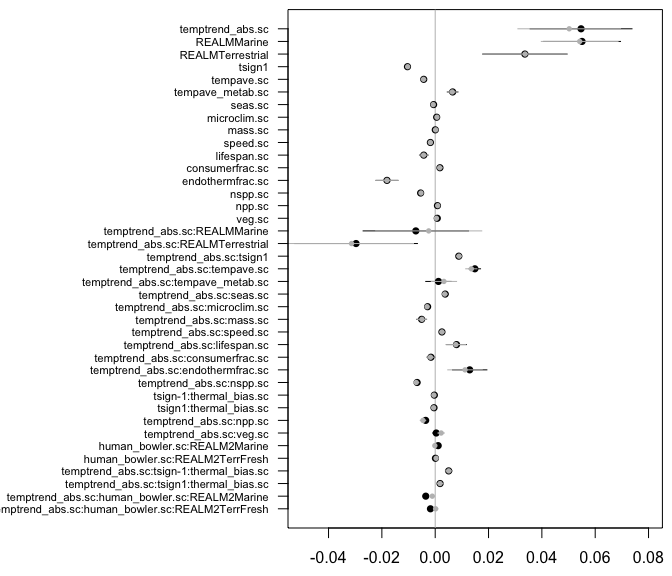 temptrend_abs.sc
REALMMarine
REALMTerrestrial
tsign1
tempave.sc
tempave_metab.sc
seas.sc
microclim.sc
mass.sc
speed.sc
lifespan.sc
consumerfrac.sc
endothermfrac.sc
nspp.sc
npp.sc
veg.sc
temptrend_abs.sc:REALMMarine
temptrend_abs.sc:REALMTerrestrial
temptrend_abs.sc:tsign1
temptrend_abs.sc:tempave.sc
temptrend_abs.sc:tempave_metab.sc
temptrend_abs.sc:seas.sc
temptrend_abs.sc:microclim.sc
temptrend_abs.sc:mass.sc
temptrend_abs.sc:speed.sc
temptrend_abs.sc:lifespan.sc
temptrend_abs.sc:consumerfrac.sc
temptrend_abs.sc:endothermfrac.sc
temptrend_abs.sc:nspp.sc
tsign-1:thermal_bias.sc
tsign1:thermal_bias.sc
temptrend_abs.sc:npp.sc
temptrend_abs.sc:veg.sc
human_bowler.sc:REALM2Marine
human_bowler.sc:REALM2TerrFresh
temptrend_abs.sc:tsign-1:thermal_bias.sc
temptrend_abs.sc:tsign1:thermal_bias.sc
temptrend_abs.sc:human_bowler.sc:REALM2Marine
emptrend_abs.sc:human_bowler.sc:REALM2TerrFresh
-0.04 -0.02 0.00 0.02 0.04 0.06 0.08